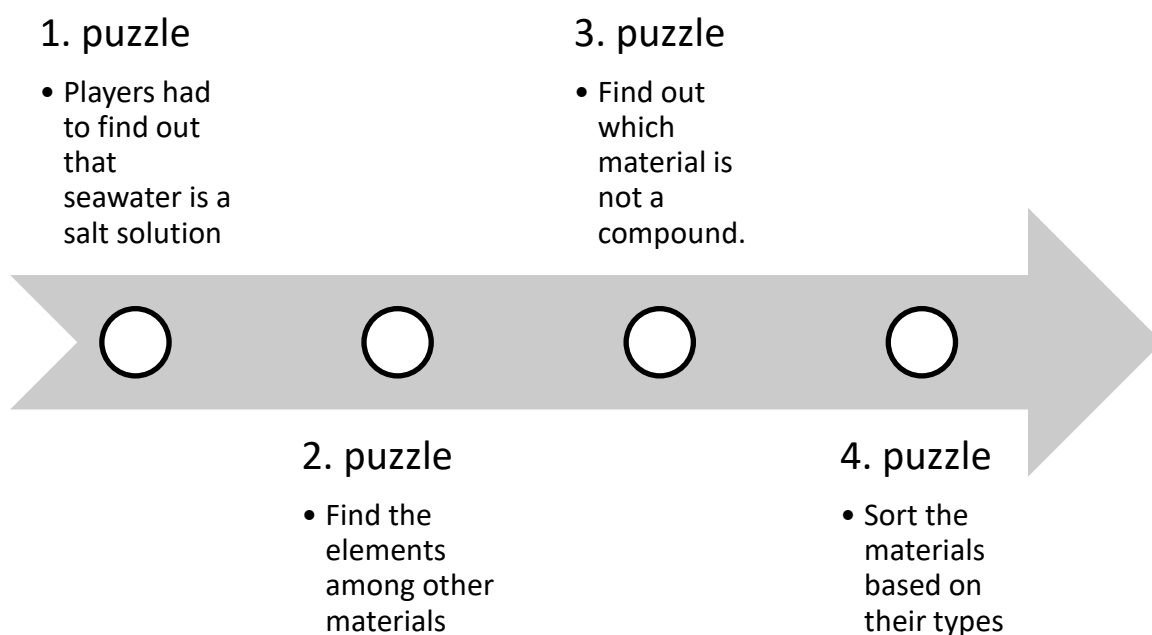 1. puzzle
• Players had
to find out
that
seawater is a
salt solution
2. puzzle
• Find the
elements
among other
materials
3. puzzle
• Find out
which
material is
not a
compound.
4. puzzle
• Sort the
materials
based on
their types